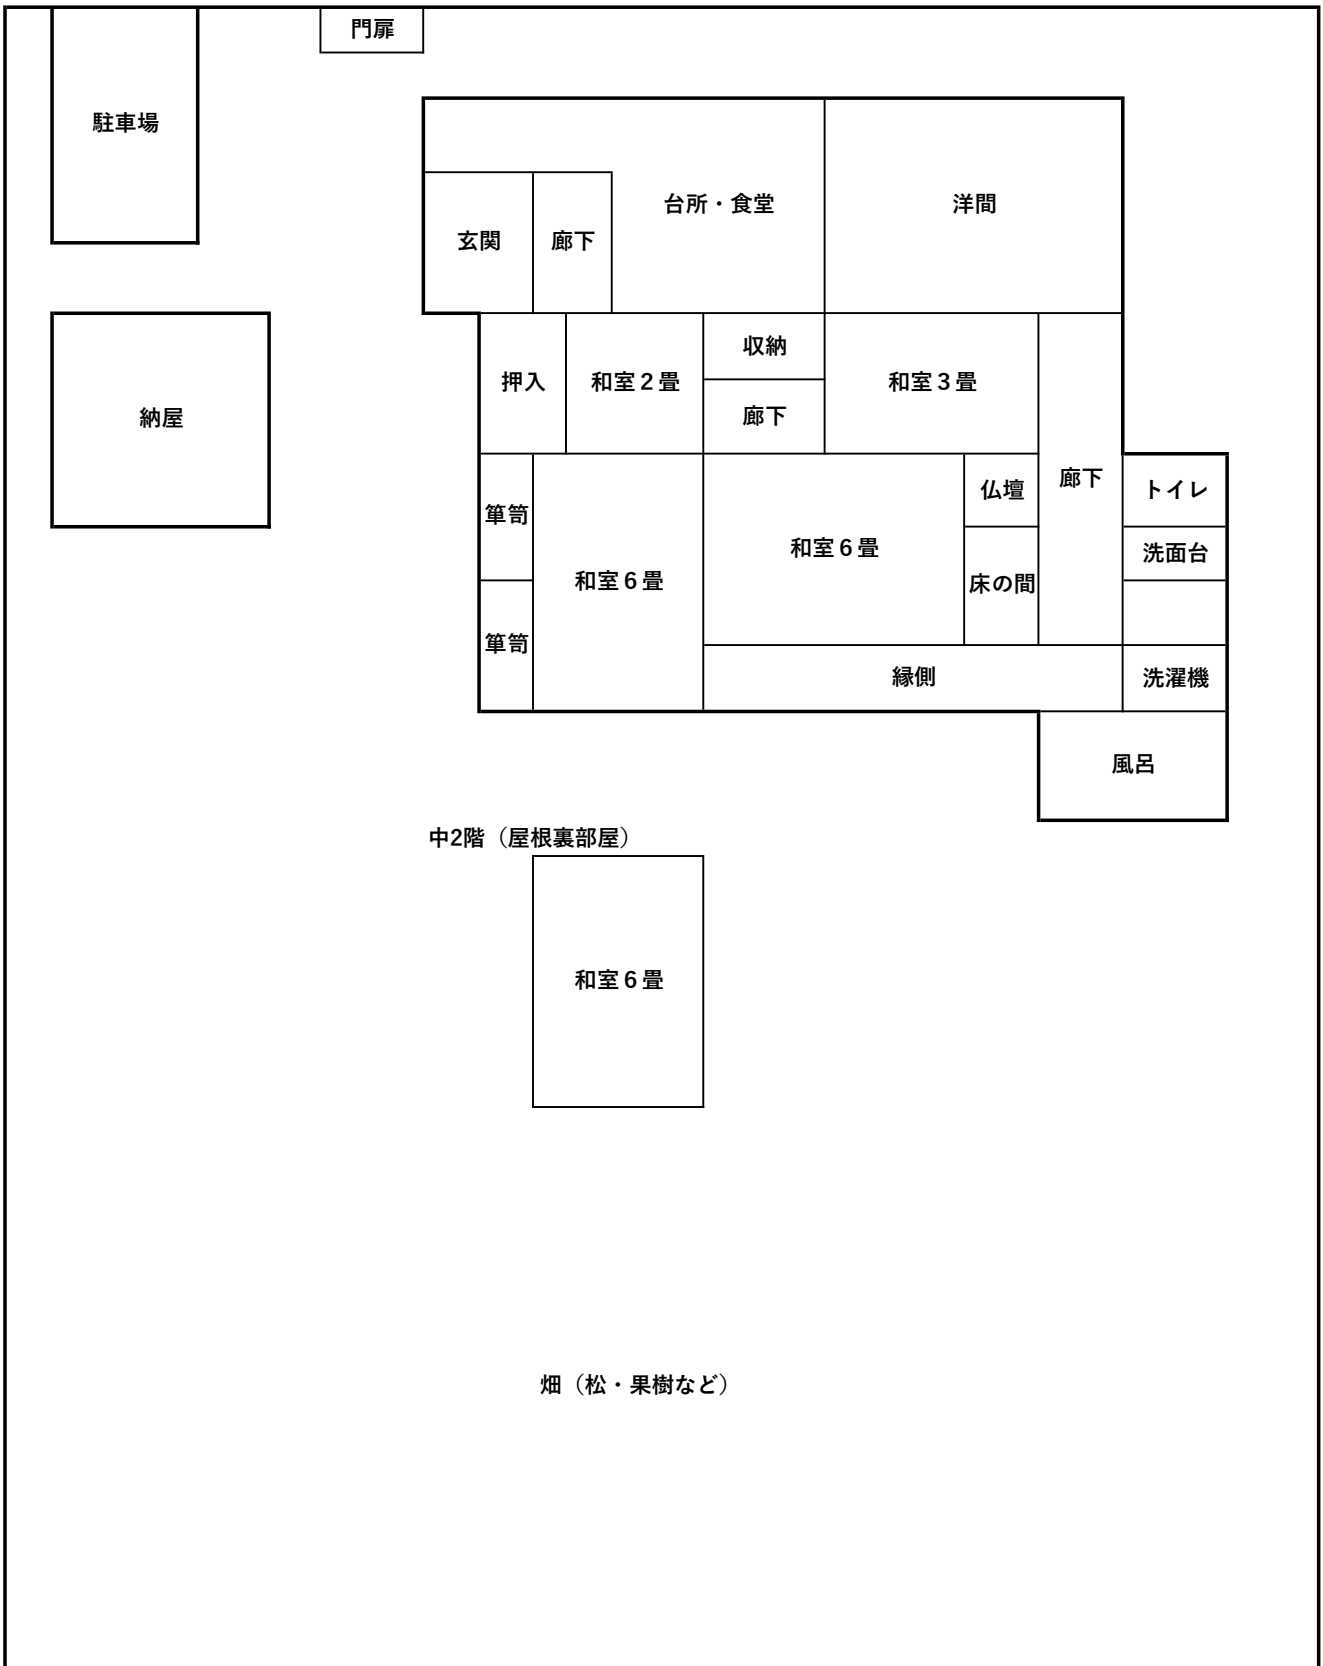 門扉
駐車場
台所・食堂
洋間
玄関
廊下
収納
押入
和室２畳
和室３畳
廊下
納屋
廊下
仏壇
トイレ
箪笥
和室６畳
洗面台
和室６畳
床の間
箪笥
縁側
洗濯機
風呂
中2階（屋根裏部屋）
和室６畳
畑（松・果樹など）